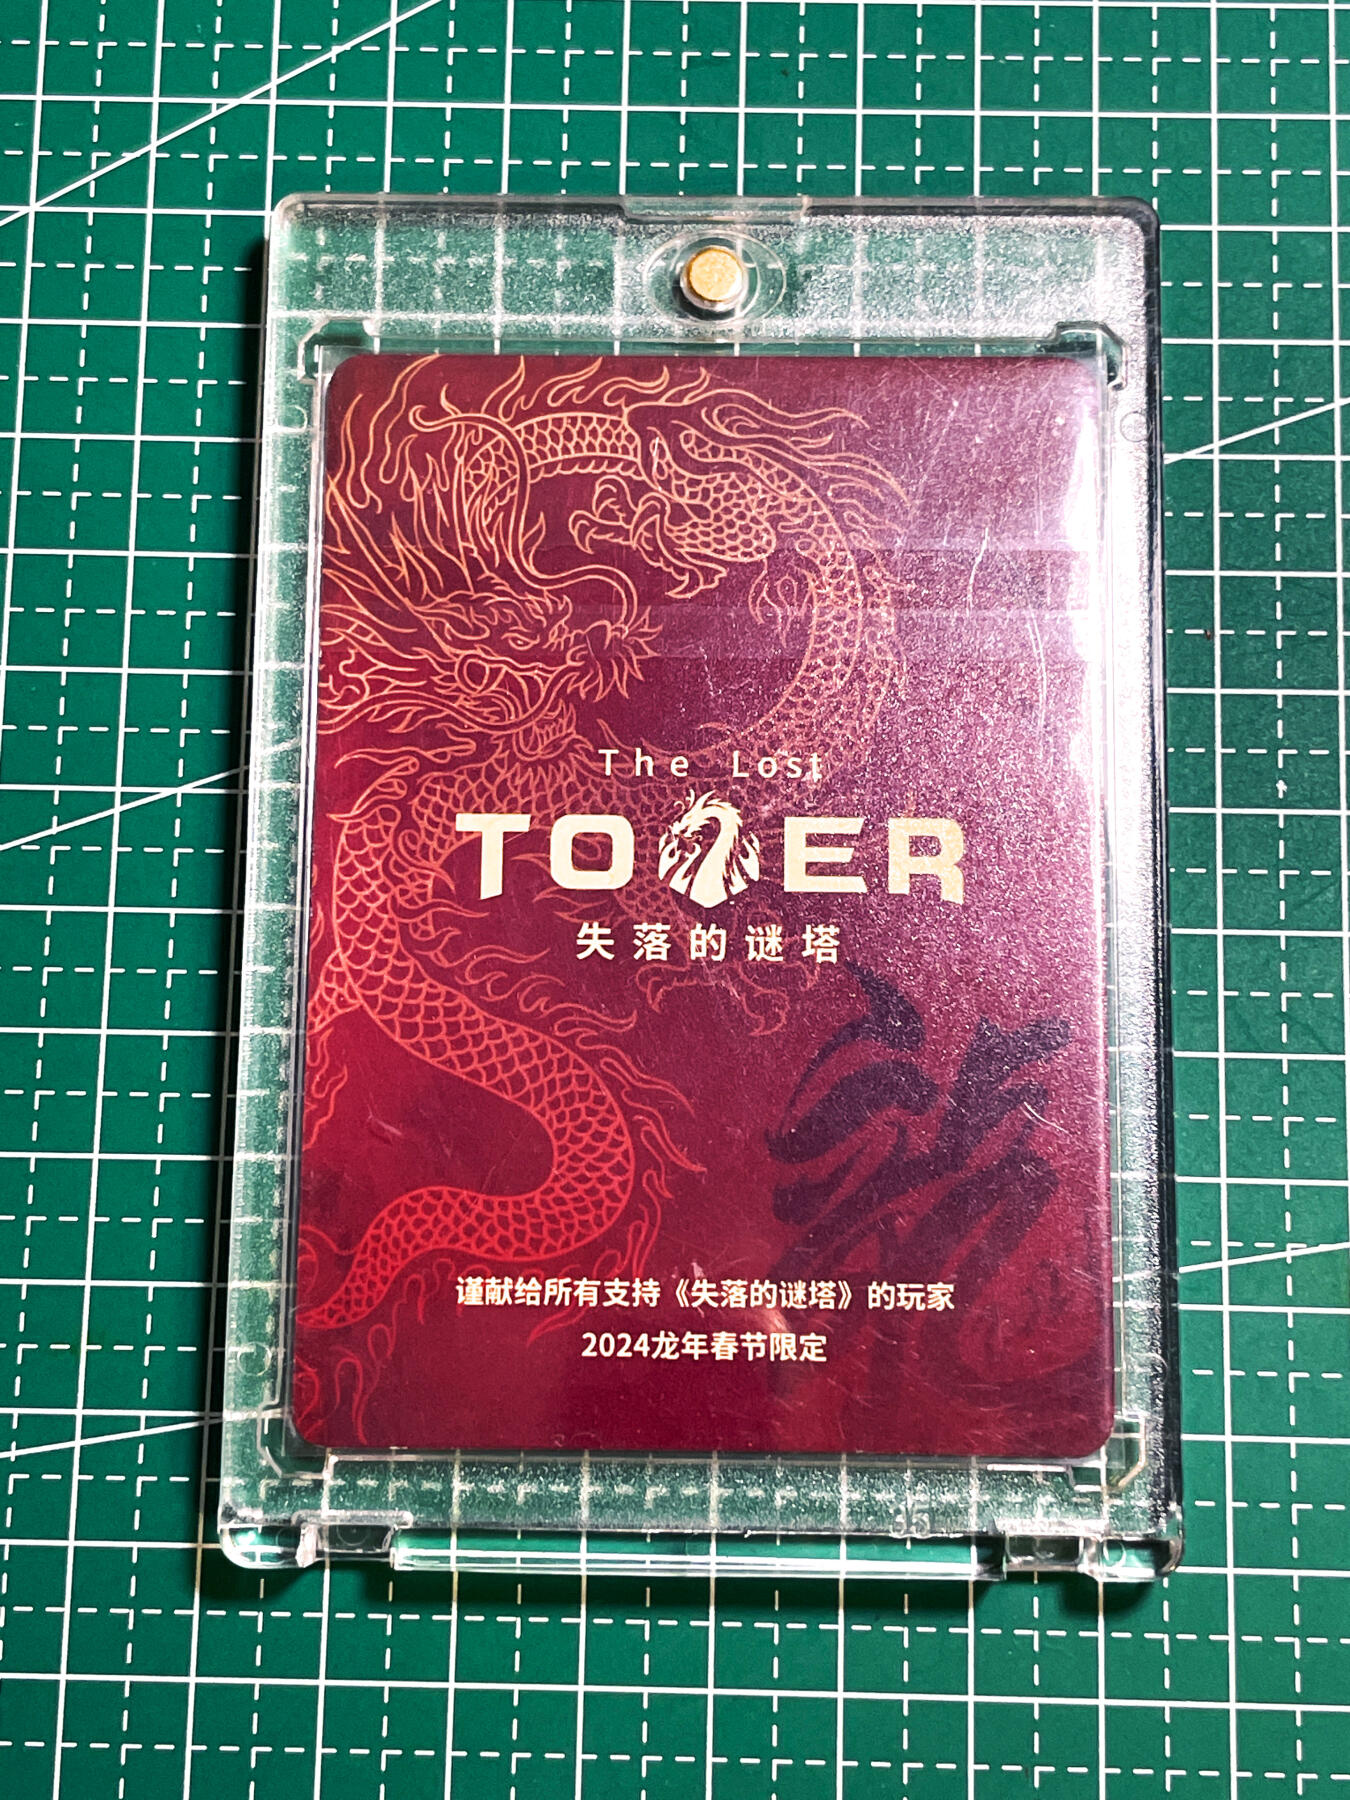 The Lost
TOWER
失落的谜塔
谨献给所有支持《失落的谜塔》的玩家
2024龙年春节限定